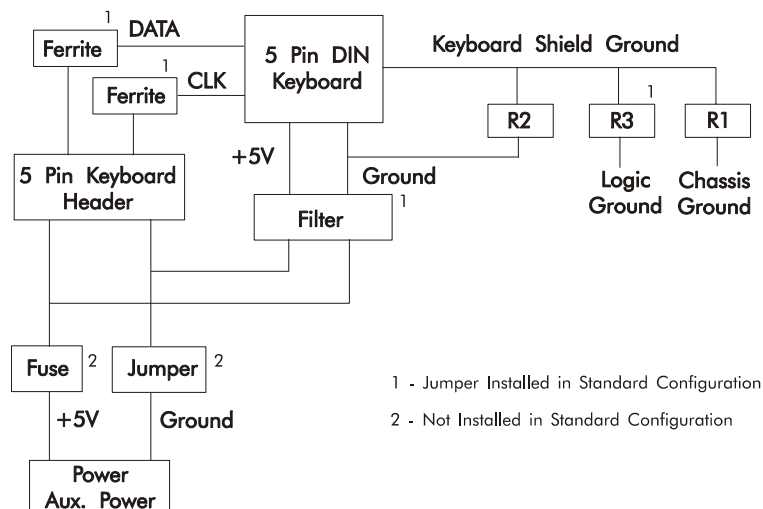 1
DATA
Ferrite
1
CLK
Ferrite
5 Pin DIN
Keyboard
Keyboard Shield Ground
R2
1
R3
R1
+5V
Ground
Logic
Ground
Chassis
Ground
5 Pin Keyboard
Header
Filter
1
Fuse
2
Jumper
2
1 - Jumper Installed in Standard Configuration
2 - Not Installed in Standard Configuration
+5V
Ground
Power
Aux. Power